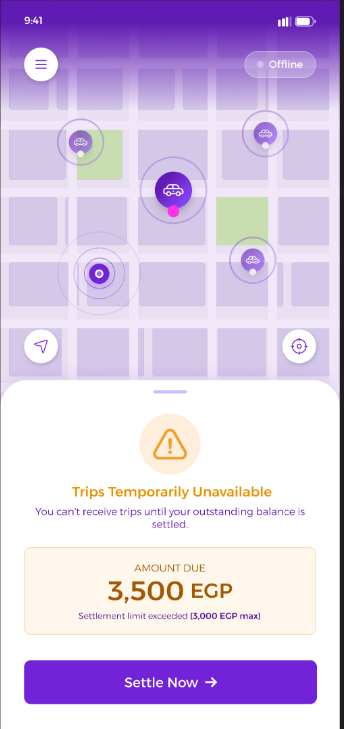 9:41
Offline
Trips Temporarily Unavailable
You can't receive trips until your outstanding balance is
settled.
AMOUNT DUE
3,500 EGP
Settlement limit exceeded (3,000 EGP max)
Settle Now →